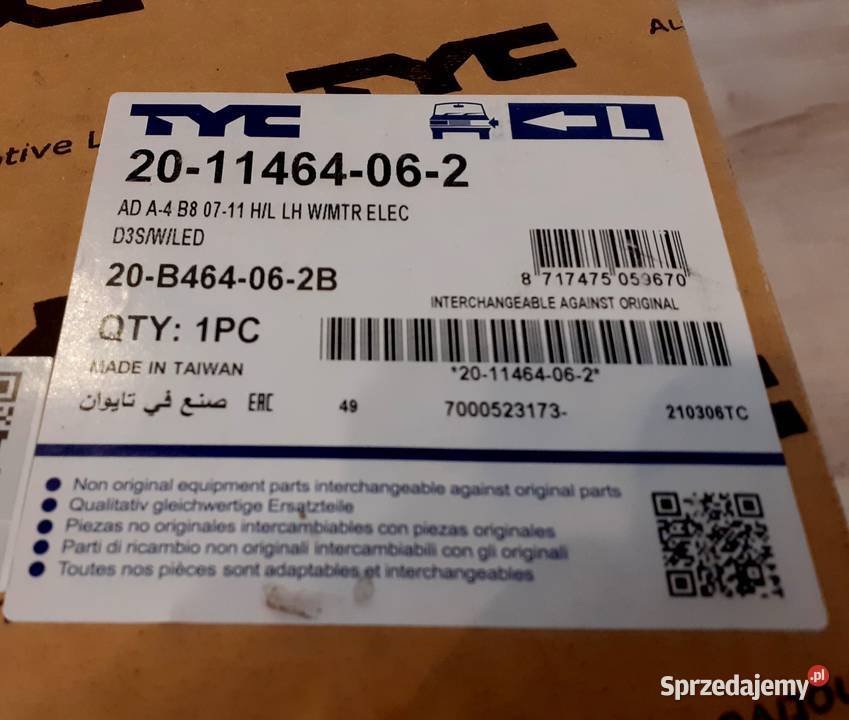 TYC
TYC
AL
tive L
L
20-11464-06-2
AD A-4 B8 07-11 H/L LH W/MTR ELEC
D3S/W/LED
20-B464-06-2B
8 717475 059670
INTERCHANGEABLE AGAINST ORIGINAL
QTY: 1PC
*20-11464-06-2*
MADE IN TAIWAN
صنع في تايوان EAC 49 7000523173- 210306TC
Non original equipment parts interchangeable against original parts
Qualitativ gleichwertige Ersatzteile
Piezas no originales intercambiables con piezas originales
Parti di ricambio non originali intercambiabili con gli originali
Toutes nos pièces sont adaptables et interchangeables
Sprzedajemy.pl